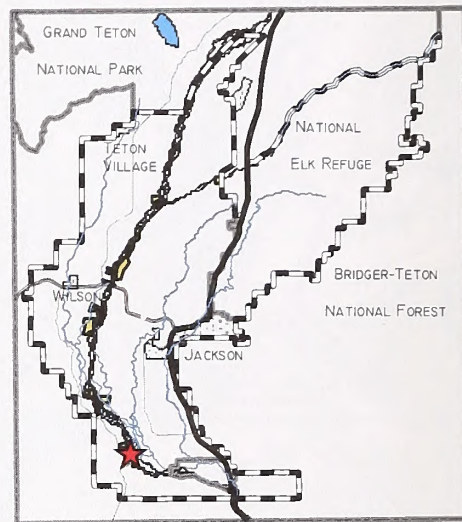 GRAND TETON
NATIONAL PARK
TETON
VILLAGE
NATIONAL
ELK REFUGE
WILSON
BRIDGER-TETON
NATIONAL FOREST
JACKSON